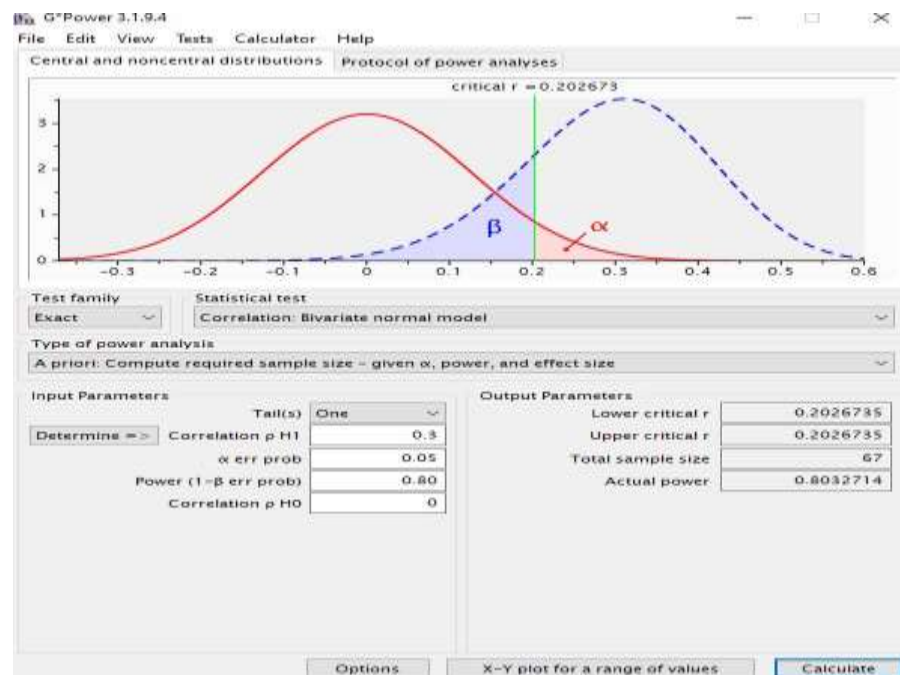 G*Power 3.1.9.4
File Edit View Tests Calculator Help
Central and noncentral distributions Protocol of power analyses
critical r = 0.202673
3
2
1
0
-0.3 -0.2 -0.1 0 0.1 0.2 0.3 0.4 0.5 0.6
β α
Test family Statistical test
Exact Correlation: Bivariate normal model
Type of power analysis
A priori: Compute required sample size – given α, power, and effect size
Input Parameters Output Parameters
Tail(s) One Lower critical r 0.2026735
Determine => Correlation ρ H1 0.3 Upper critical r 0.2026735
α err prob 0.05 Total sample size 67
Power (1-β err prob) 0.80 Actual power 0.8032714
Correlation ρ H0 0
Options X-Y plot for a range of values Calculate